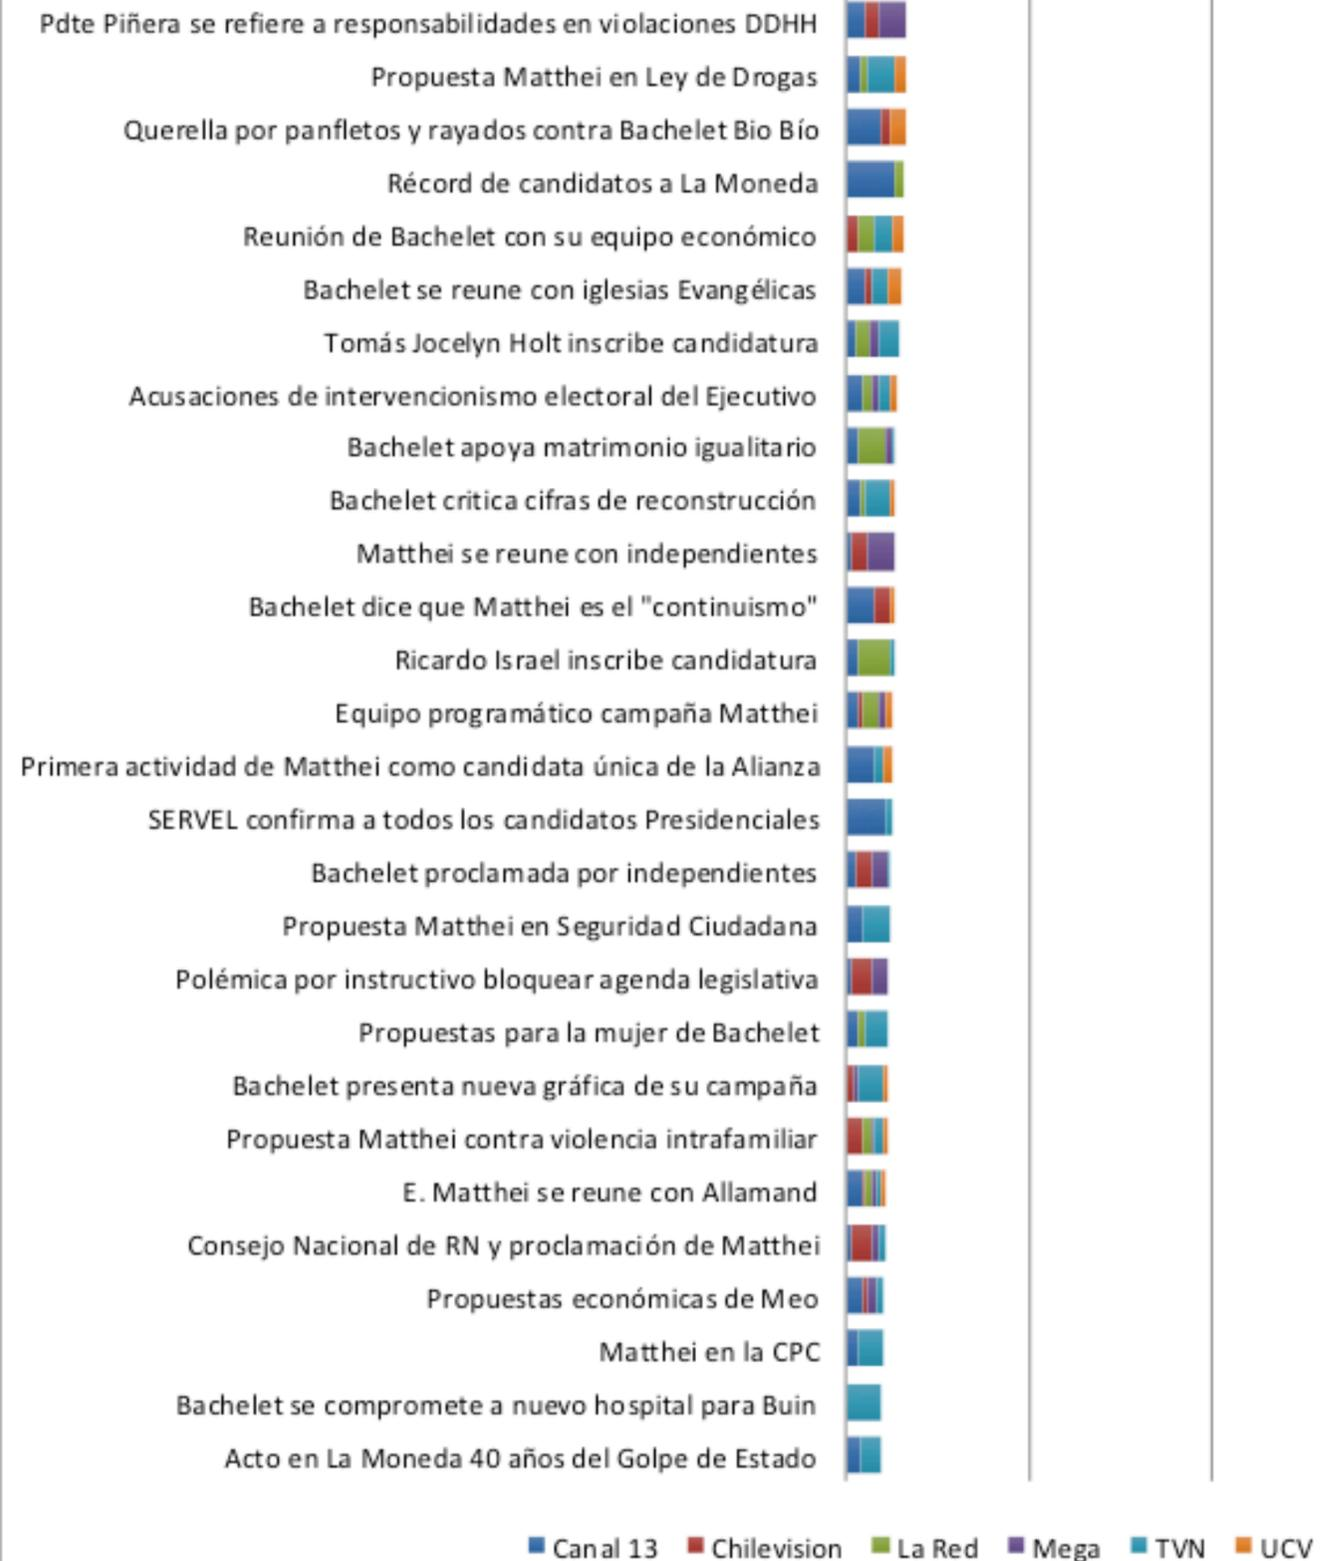 Pdte Piñera se refiere a responsabilidades en violaciones DDHH
Propuesta Matthei en Ley de Drogas
Querella por panfletos y rayados contra Bachelet Bio Bío
Récord de candidatos a La Moneda
Reunión de Bachelet con su equipo económico
Bachelet se reune con iglesias Evangélicas
Tomás Jocelyn Holt inscribe candidatura
Acusaciones de intervencionismo electoral del Ejecutivo
Bachelet apoya matrimonio igualitario
Bachelet critica cifras de reconstrucción
Matthei se reune con independientes
Bachelet dice que Matthei es el "continuismo"
Ricardo Israel inscribe candidatura
Equipo programático campaña Matthei
Primera actividad de Matthei como candidata única de la Alianza
SERVEL confirma a todos los candidatos Presidenciales
Bachelet proclamada por independientes
Propuesta Matthei en Seguridad Ciudadana
Polémica por instructivo bloquear agenda legislativa
Propuestas para la mujer de Bachelet
Bachelet presenta nueva gráfica de su campaña
Propuesta Matthei contra violencia intrafamiliar
E. Matthei se reune con Allamand
Consejo Nacional de RN y proclamación de Matthei
Propuestas económicas de Meo
Matthei en la CPC
Bachelet se compromete a nuevo hospital para Buin
Acto en La Moneda 40 años del Golpe de Estado
Canal 13 Chilevision La Red Mega TVN UCV